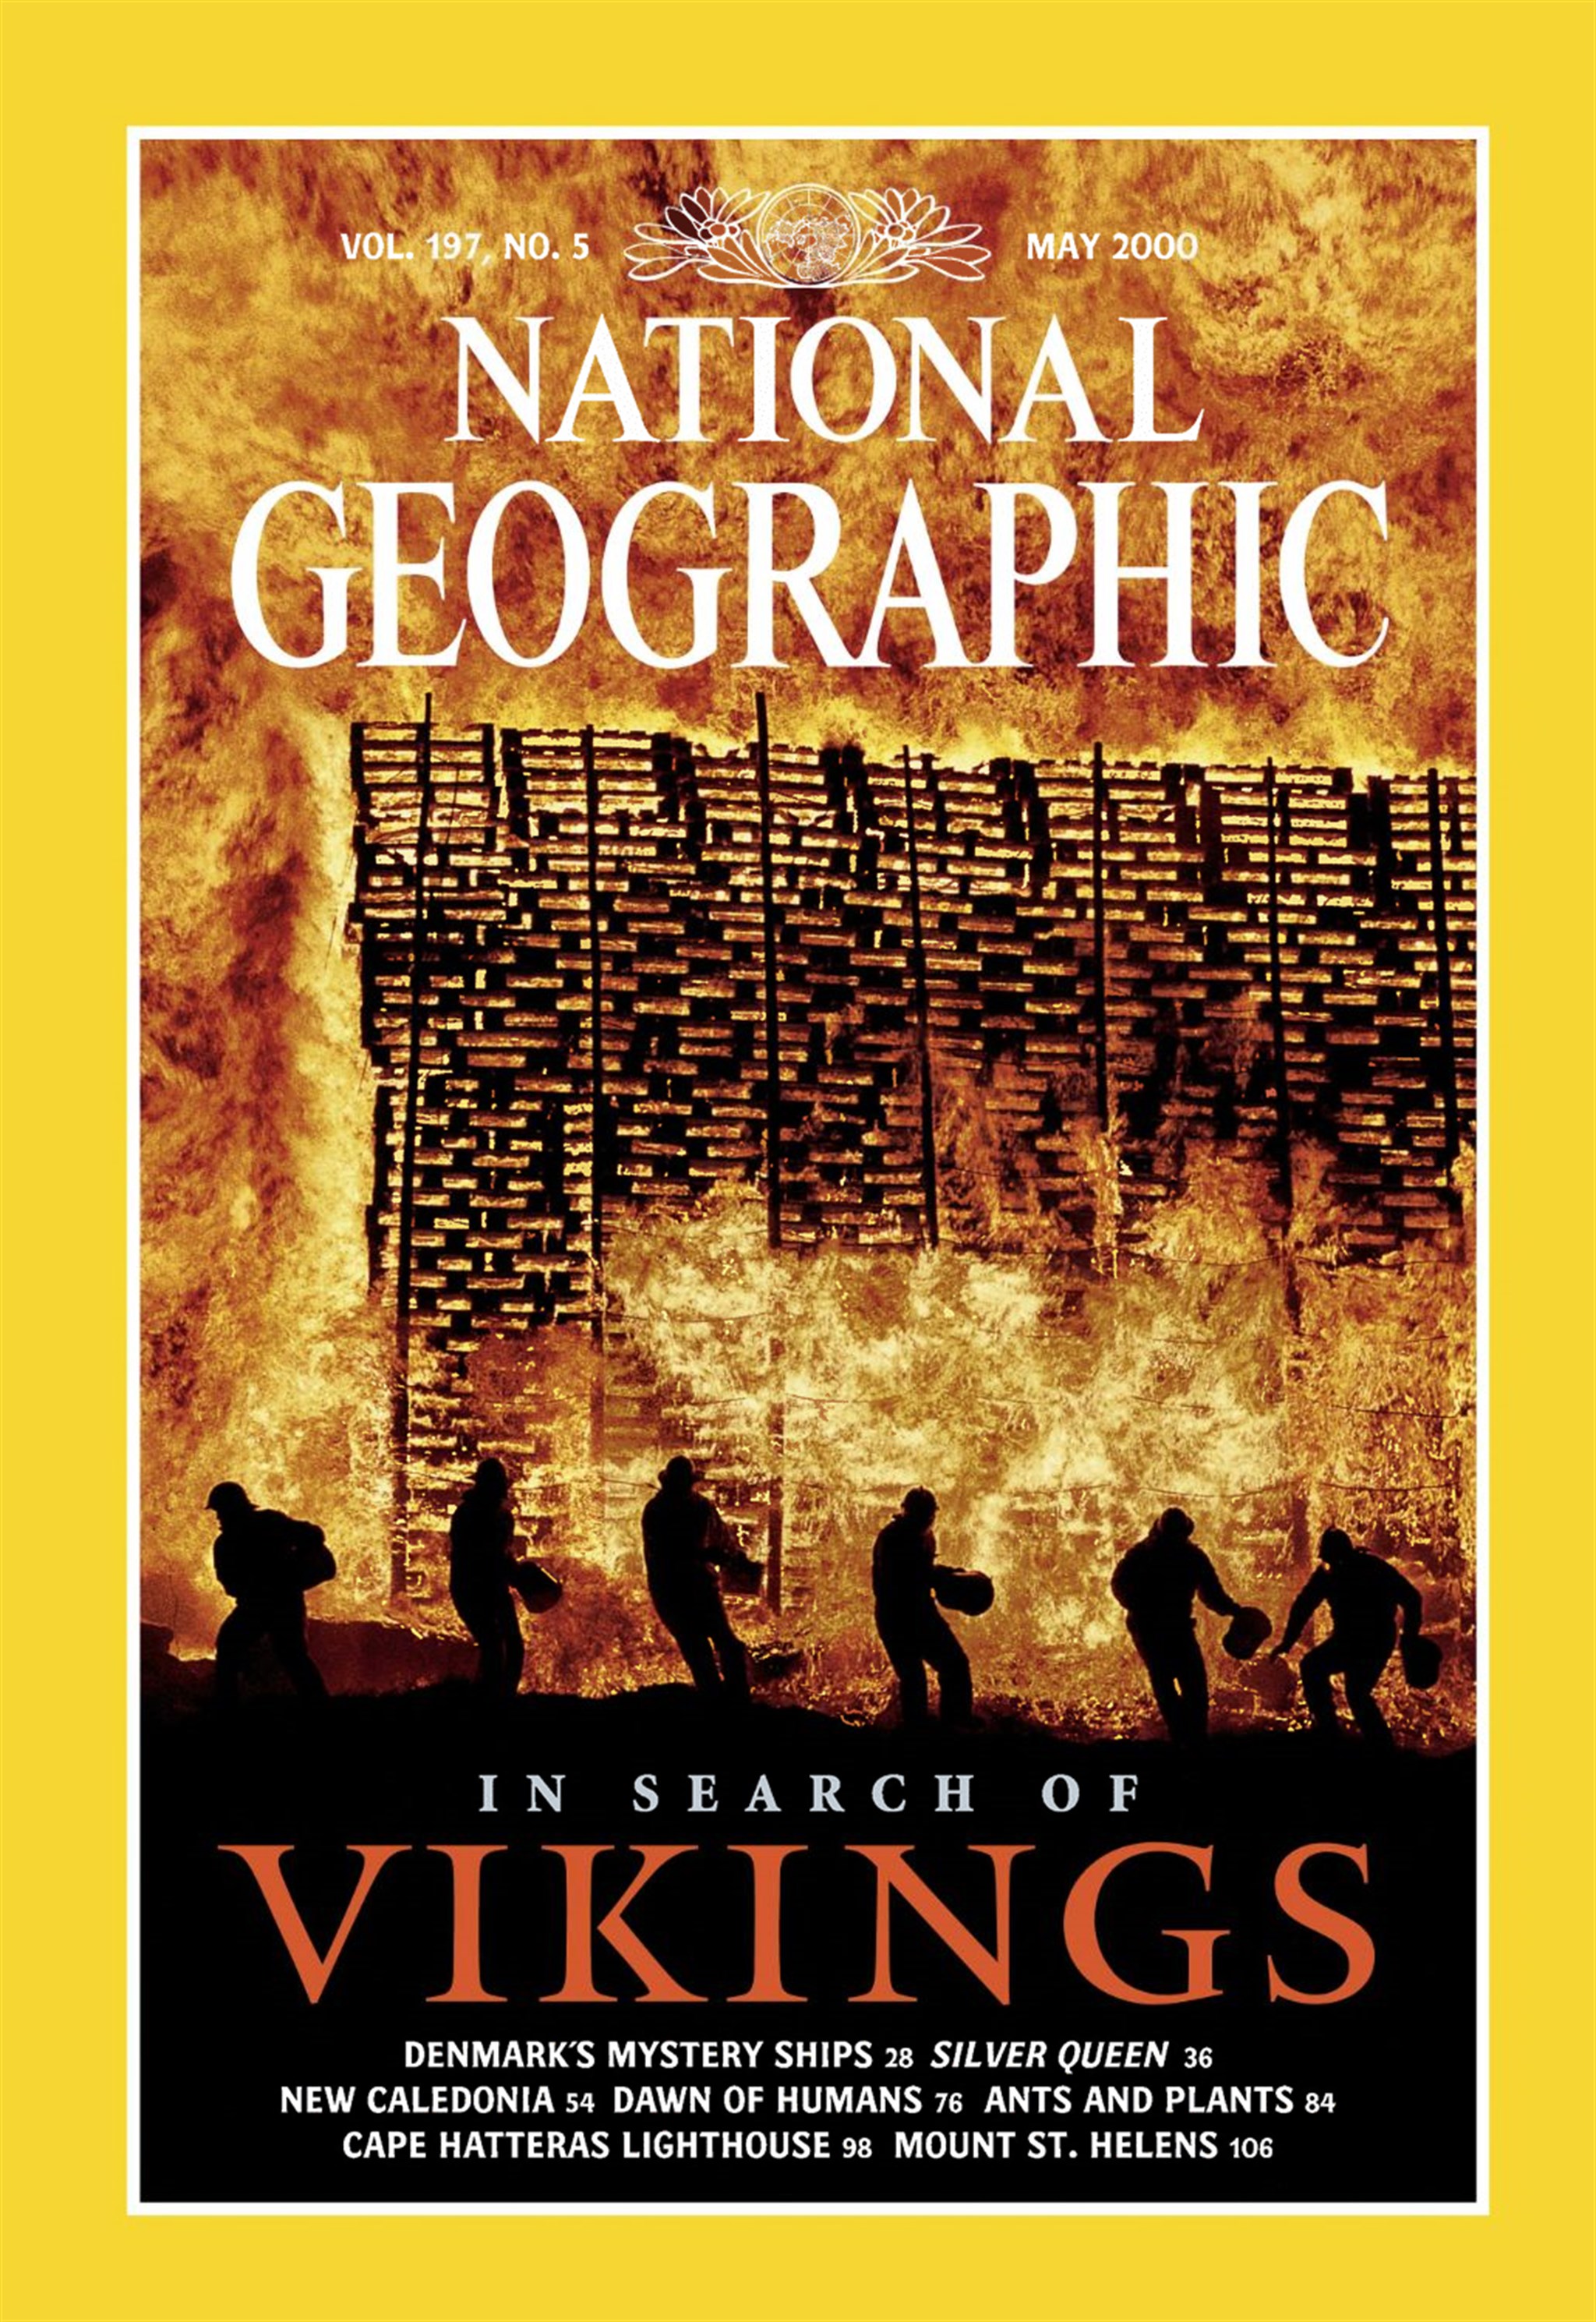 VOL. 197, NO. 5 MAY 2000
NATIONAL
GEOGRAPHIC
IN SEARCH OF
VIKINGS
DENMARK'S MYSTERY SHIPS 28 SILVER QUEEN 36
NEW CALEDONIA 54 DAWN OF HUMANS 76 ANTS AND PLANTS 84
CAPE HATTERAS LIGHTHOUSE 98 MOUNT ST. HELENS 106